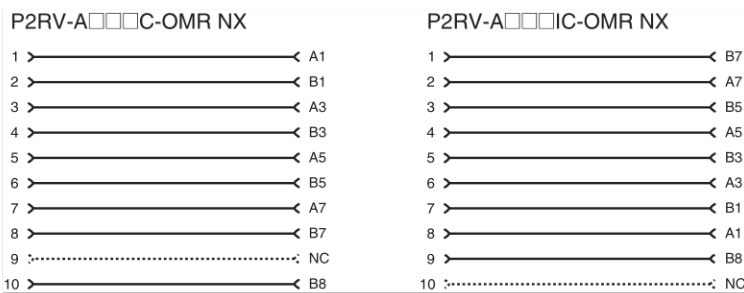 P2RV-A□□□C-OMR NX
1 A1
2 B1
3 A3
4 B3
5 A5
6 B5
7 A7
8 B7
9 NC
10 B8
P2RV-A□□□IC-OMR NX
1 B7
2 A7
3 B5
4 A5
5 B3
6 A3
7 B1
8 A1
9 B8
10 NC